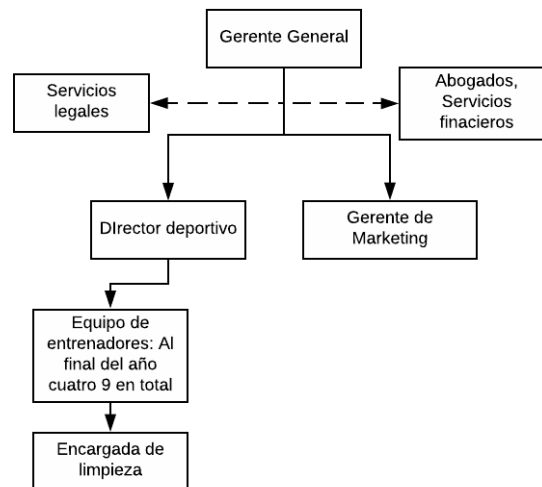 Gerente General
Servicios
legales
Abogados,
Servicios
finacieros
DIrector deportivo
Gerente de
Marketing
Equipo de
entrenadores: Al
final del año
cuatro 9 en total
Encargada de
limpieza